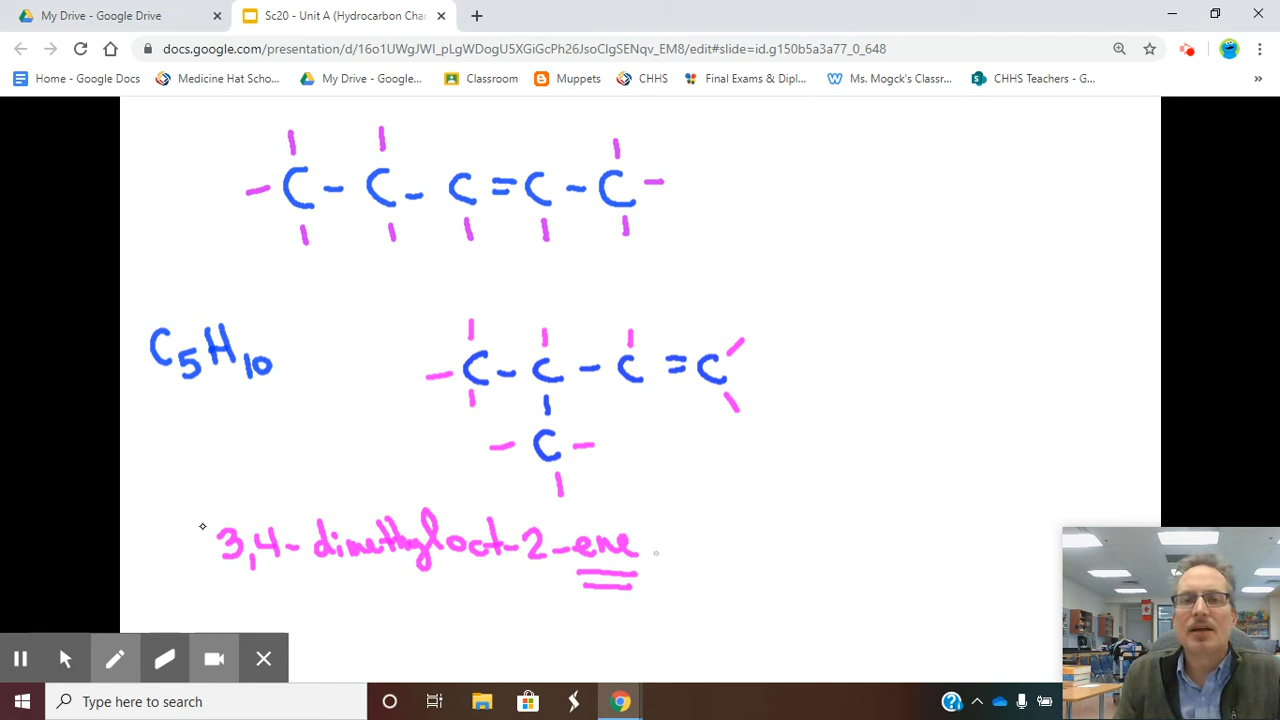 My Drive - Google Drive
Sc20 - Unit A (Hydrocarbon Cha
docs.google.com/presentation/d/16o1UWgJWI_pLgWDogU5XGiGcPh26JsoClgSENqv_EM8/edit#slide=id.g150b5a3a77_0_648
Home - Google Docs Medicine Hat Scho... My Drive - Google... Classroom Muppets CHHS Final Exams & Dipl... Ms. Mogck's Classr... CHHS Teachers - G... »
C - C - C = C - C
C5H10
C - C - C = C
C
3,4-dimethyloct-2-ene
Type here to search